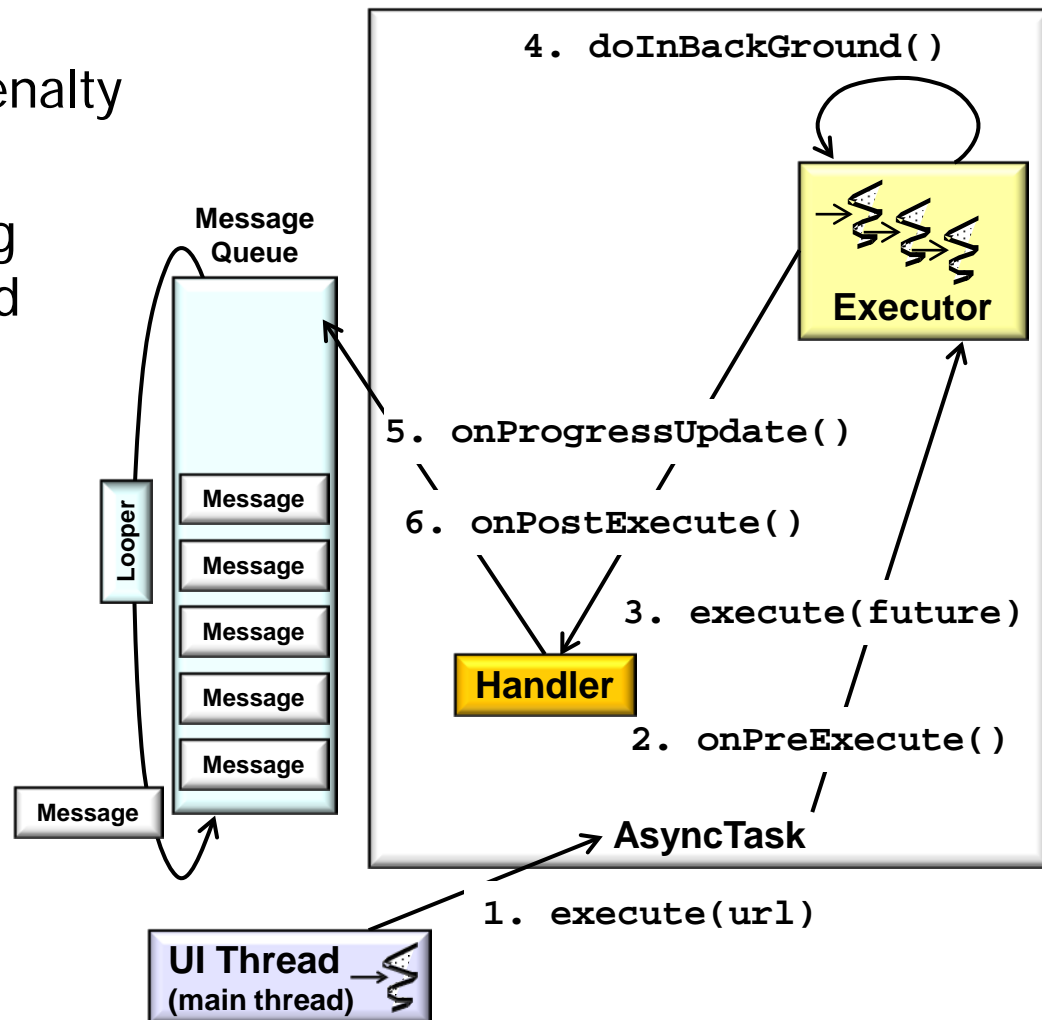 4. doInBackGround()
enalty
Message
Queue
g
d
Executor
5. onProgressUpdate()
Looper
Message
6. onPostExecute()
Message
Message
3. execute(future)
Message
Handler
2. onPreExecute()
Message
Message
AsyncTask
1. execute(url)
UI Thread
(main thread)